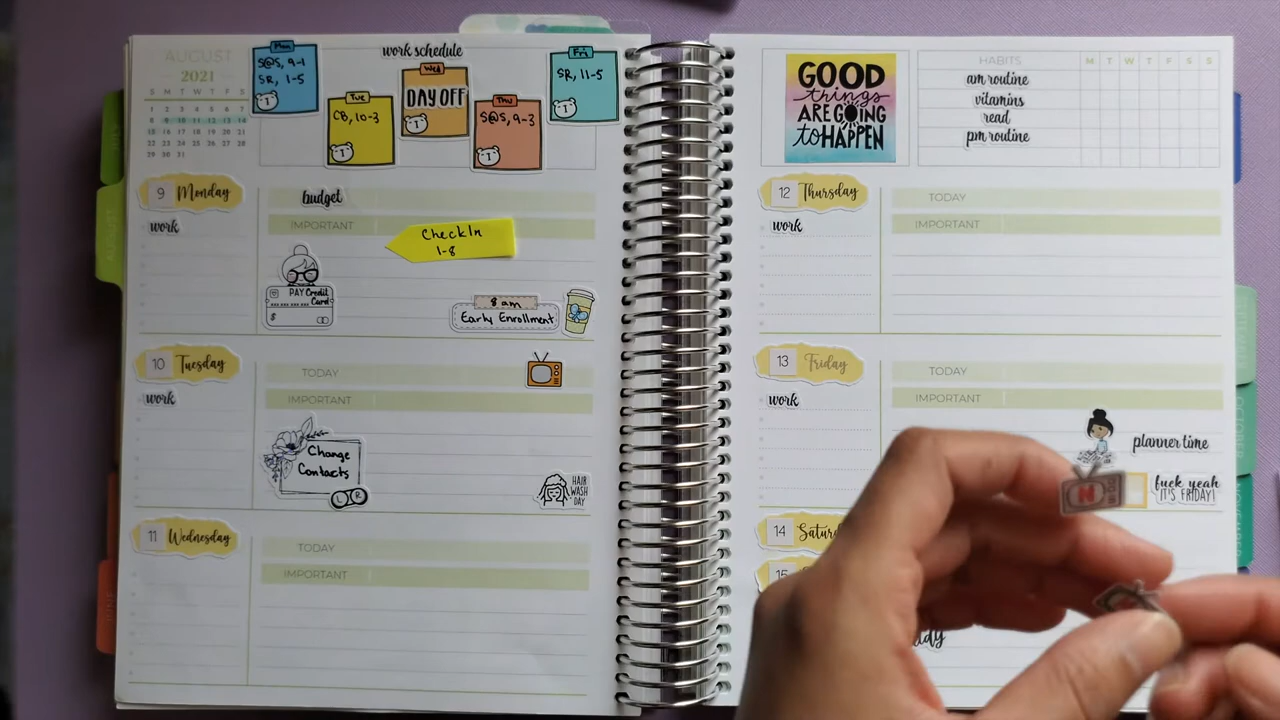 AUGUST
2021
S M T W T F S
1 2 3 4 5 6 7
8 9 10 11 12 13 14
15 16 17 18 19 20 21
22 23 24 25 26 27 28
29 30 31
work schedule
Mon
S@S, 9-1
SR, 1-5
T
Tue
CB, 10-3
T
Wed
DAY OFF
T
Thu
S@S, 9-3
T
Fri
SR, 11-5
T
9 Monday
work
budget
IMPORTANT
CheckIn
1-8
PAY Credit
Card
$
8 am
Early Enrollment
10 Tuesday
work
TODAY
IMPORTANT
Change
Contacts
L R
HAIR
WASH
DAY
11 Wednesday
TODAY
IMPORTANT
GOOD
things
ARE GOING
to HAPPEN
HABITS
M T W T F S S
am routine
vitamins
read
pm routine
12 Thursday
work
TODAY
IMPORTANT
13 Friday
work
TODAY
IMPORTANT
planner time
N
fuck yeah
IT'S FRIDAY!
14
15